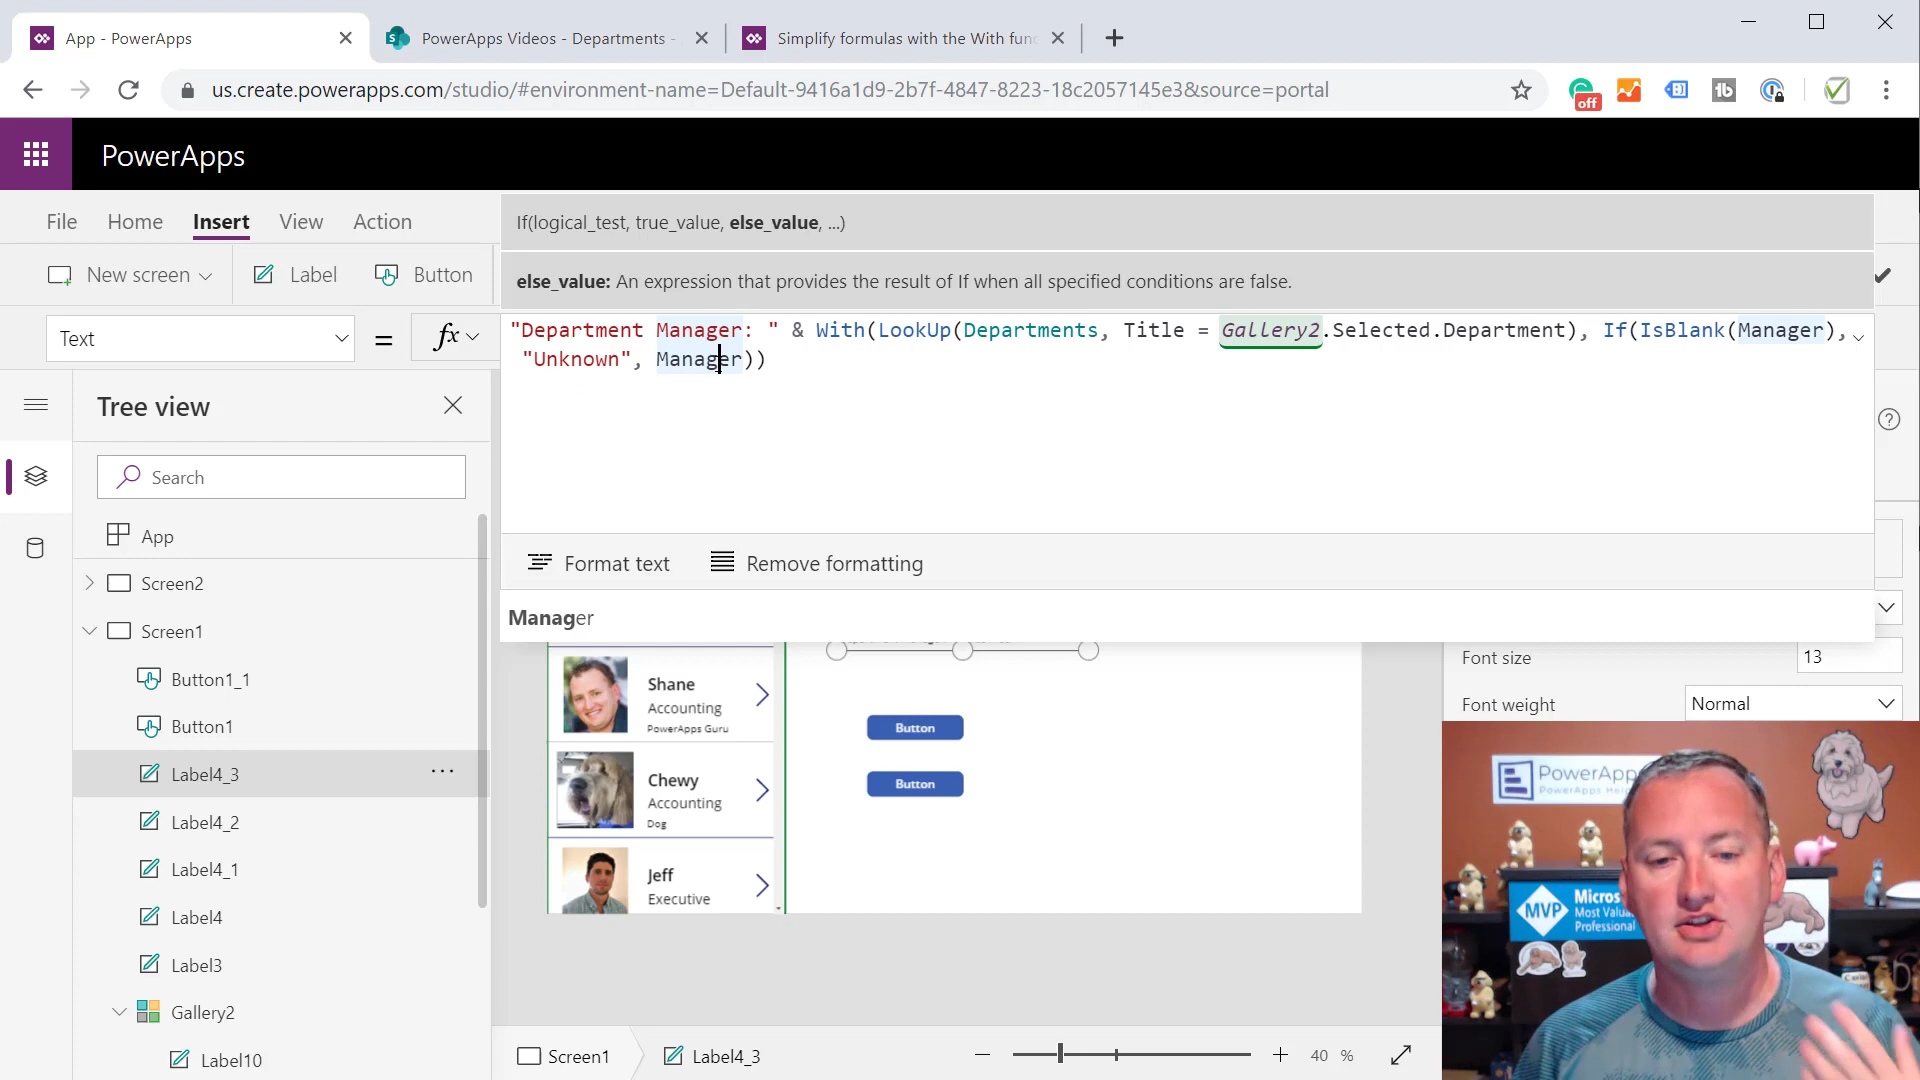 App - PowerApps
PowerApps Videos - Departments -
Simplify formulas with the With func
us.create.powerapps.com/studio/#environment-name=Default-9416a1d9-2b7f-4847-8223-18c2057145e3&source=portal
off
PowerApps
File Home Insert View Action
If(logical_test, true_value, else_value, ...)
New screen Label Button
else_value: An expression that provides the result of If when all specified conditions are false.
Text = fx
"Department Manager: " & With(LookUp(Departments, Title = Gallery2.Selected.Department), If(IsBlank(Manager),
"Unknown", Manager))
Tree view
Search
App
Screen2
Screen1
Button1_1
Button1
Label4_3 ...
Label4_2
Label4_1
Label4
Label3
Gallery2
Label10
Format text Remove formatting
Manager
Shane
Accounting
PowerApps Guru
Chewy
Accounting
Dog
Jeff
Executive
Button
Button
Font size 13
Font weight Normal
PowerApps
MVP
Micros
Most Valua
Professional
Screen1 Label4_3
40 %